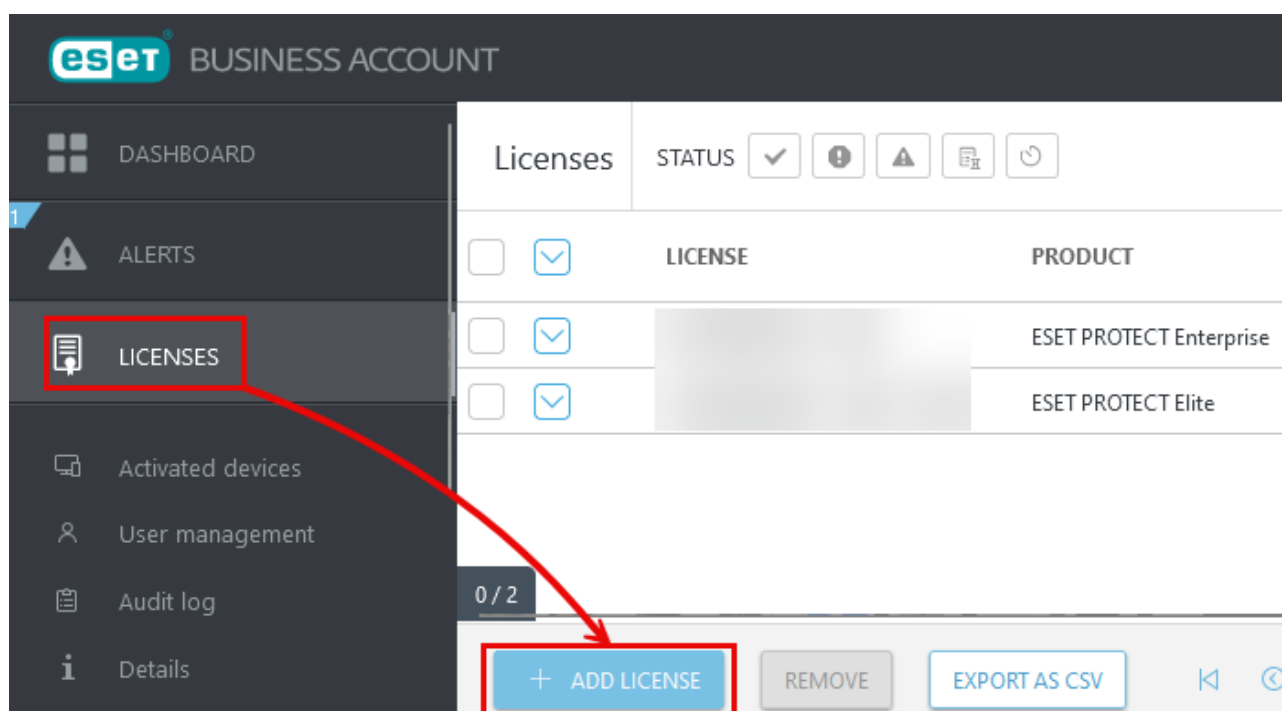 eseT® BUSINESS ACCOUNT
DASHBOARD
1
ALERTS
LICENSES
Activated devices
User management
Audit log
i Details
Licenses STATUS
LICENSE PRODUCT
ESET PROTECT Enterprise
ESET PROTECT Elite
0 / 2
+ ADD LICENSE REMOVE EXPORT AS CSV